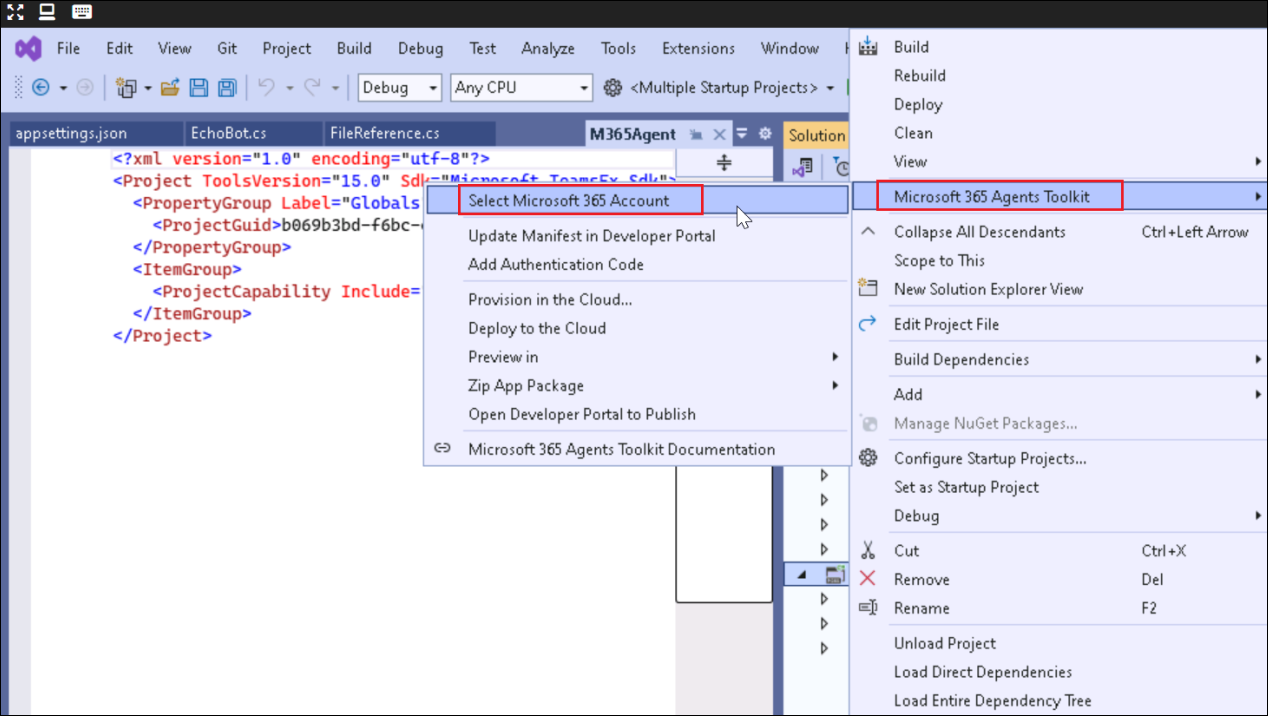 File Edit View Git Project Build Debug Test Analyze Tools Extensions Window
Debug Any CPU <Multiple Startup Projects>
appsettings.json EchoBot.cs FileReference.cs M365Agent Solution
<?xml version="1.0" encoding="utf-8"?>
<Project ToolsVersion="15.0" Sdk="Microsoft.TeamsFx.Sdk">
<PropertyGroup Label="Globals
<ProjectGuid>b069b3bd-f6bc-
</PropertyGroup>
<ItemGroup>
<ProjectCapability Include="
</ItemGroup>
</Project>
Select Microsoft 365 Account
Update Manifest in Developer Portal
Add Authentication Code
Provision in the Cloud...
Deploy to the Cloud
Preview in
Zip App Package
Open Developer Portal to Publish
Microsoft 365 Agents Toolkit Documentation
Build
Rebuild
Deploy
Clean
View
Microsoft 365 Agents Toolkit
Collapse All Descendants Ctrl+Left Arrow
Scope to This
New Solution Explorer View
Edit Project File
Build Dependencies
Add
Manage NuGet Packages...
Configure Startup Projects...
Set as Startup Project
Debug
Cut Ctrl+X
Remove Del
Rename F2
Unload Project
Load Direct Dependencies
Load Entire Dependency Tree